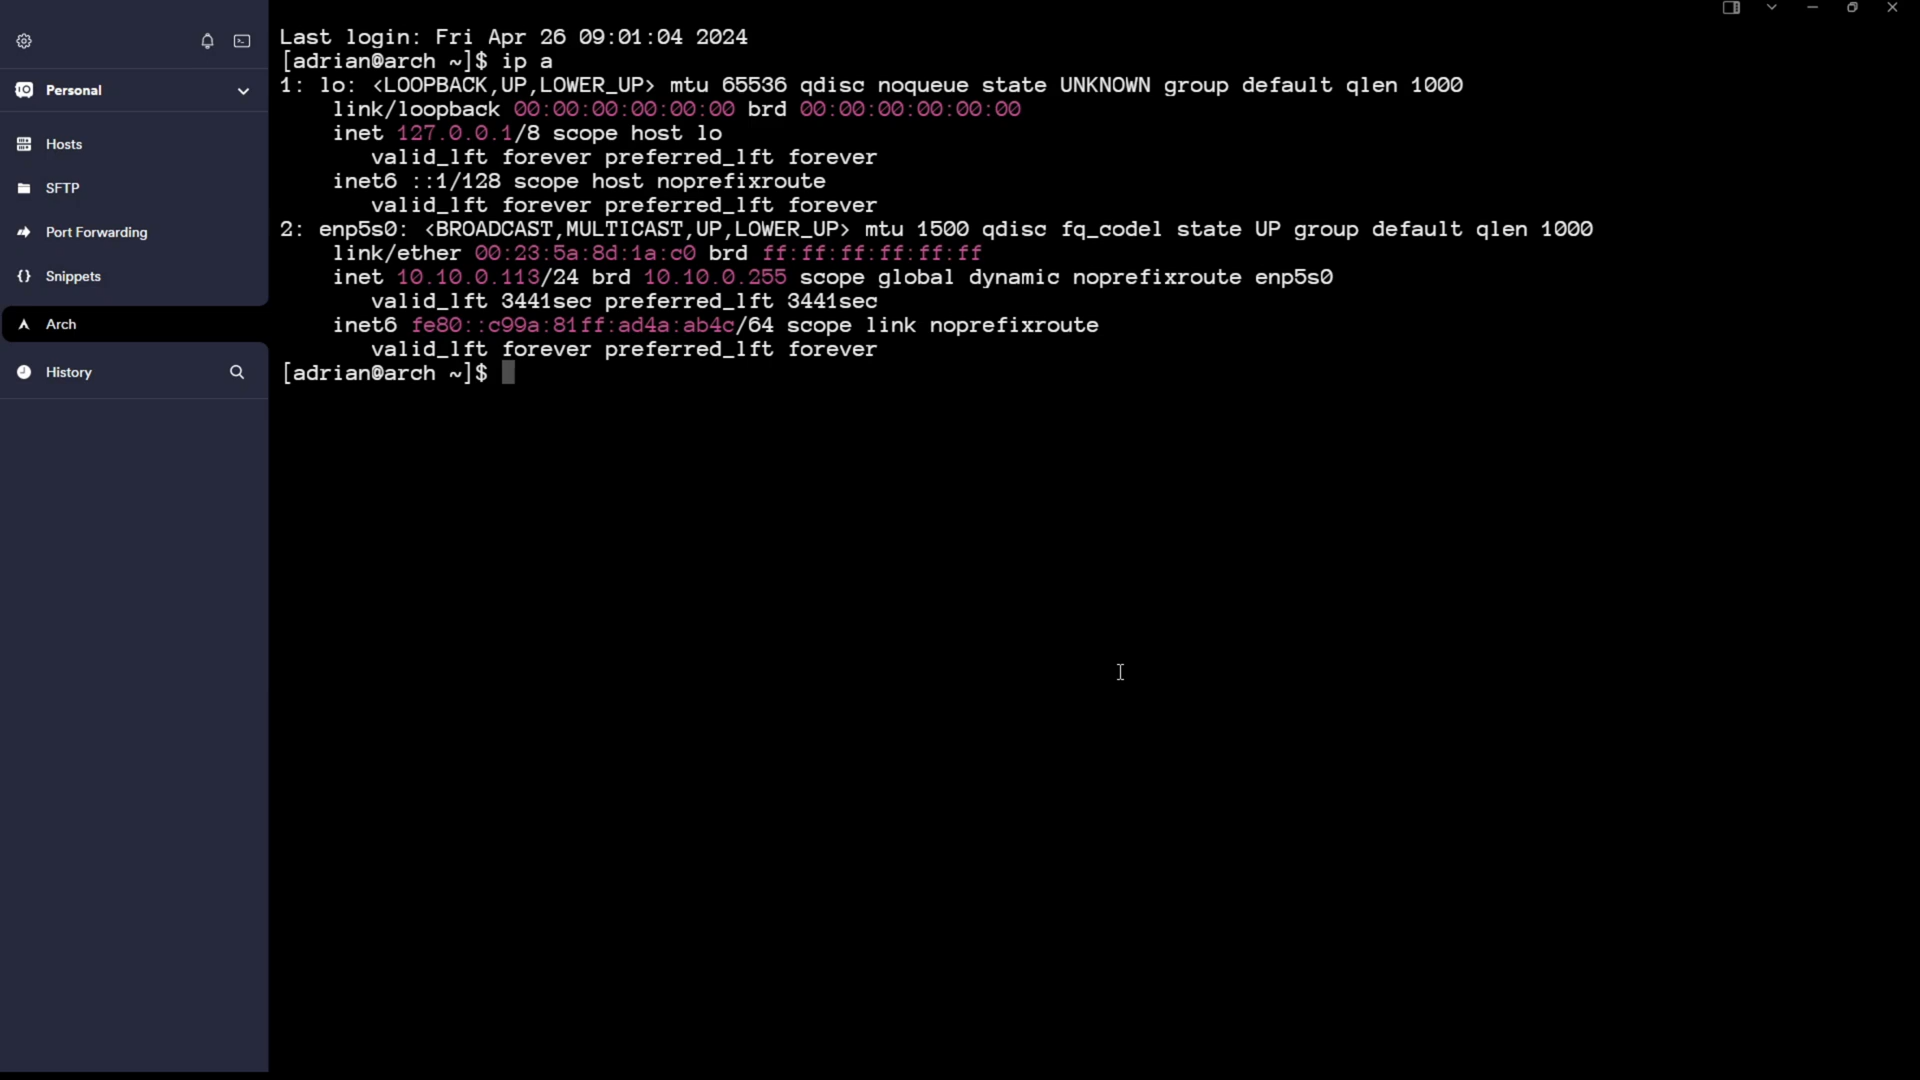 Personal
Hosts
SFTP
Port Forwarding
Snippets
Arch
History
Last login: Fri Apr 26 09:01:04 2024
[adrian@arch ~]$ ip a
1: lo: <LOOPBACK,UP,LOWER_UP> mtu 65536 qdisc noqueue state UNKNOWN group default qlen 1000
    link/loopback 00:00:00:00:00:00 brd 00:00:00:00:00:00
    inet 127.0.0.1/8 scope host lo
       valid_lft forever preferred_lft forever
    inet6 ::1/128 scope host noprefixroute
       valid_lft forever preferred_lft forever
2: enp5s0: <BROADCAST,MULTICAST,UP,LOWER_UP> mtu 1500 qdisc fq_codel state UP group default qlen 1000
    link/ether 00:23:5a:8d:1a:c0 brd ff:ff:ff:ff:ff:ff
    inet 10.10.0.113/24 brd 10.10.0.255 scope global dynamic noprefixroute enp5s0
       valid_lft 3441sec preferred_lft 3441sec
    inet6 fe80::c99a:81ff:ad4a:ab4c/64 scope link noprefixroute
       valid_lft forever preferred_lft forever
[adrian@arch ~]$